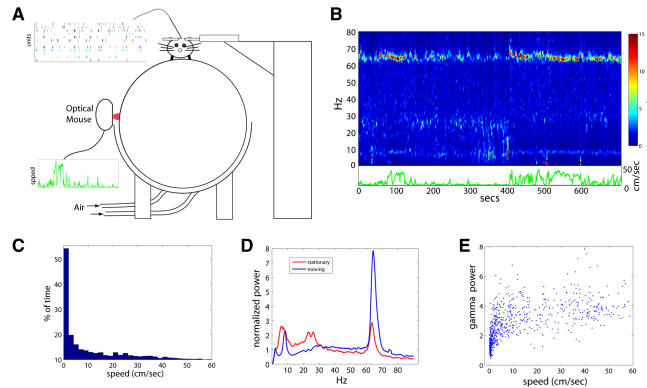 A
units
Optical
Mouse
speed
Air
B
80
70
60
50
40
30
20
10
0
Hz
15
10
5
0
50
0
cm/sec
0 200 400 600
secs
C
% of time
50
40
30
20
10
0 10 20 30 40 50 60
speed (cm/sec)
D
normalized power
8
7
6
5
4
3
2
1
0
stationary
moving
10 20 30 40 50 60 70 80
Hz
E
gamma power
8
6
4
2
0
0 10 20 30 40 50 60
speed (cm/sec)